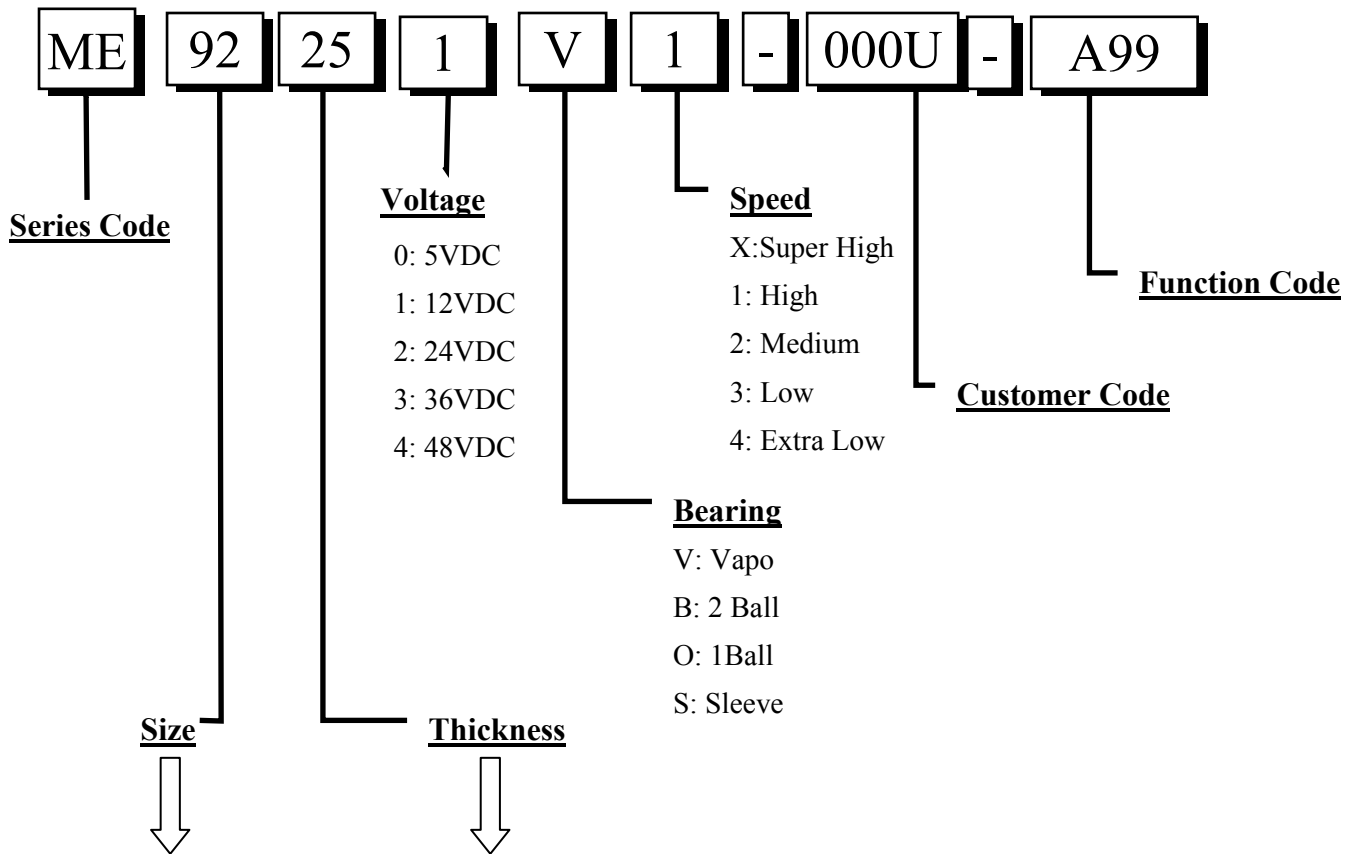 ME 92 25 1 V 1 - 000U - A99
Series Code
Voltage
0: 5VDC
1: 12VDC
2: 24VDC
3: 36VDC
4: 48VDC
Speed
X:Super High
1: High
2: Medium
3: Low
4: Extra Low
Function Code
Customer Code
Bearing
V: Vapo
B: 2 Ball
O: 1Ball
S: Sleeve
Size
Thickness